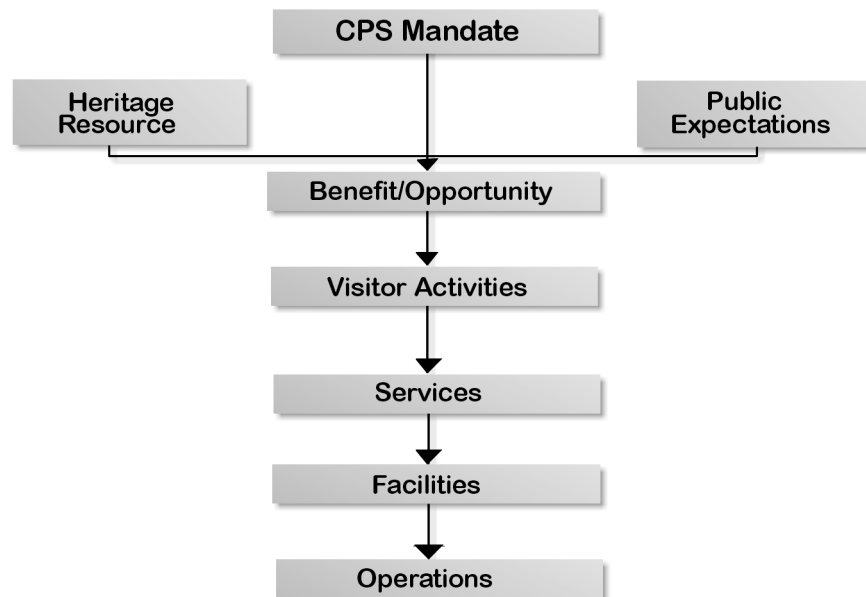 CPS Mandate
Heritage
Resource
Public
Expectations
Benefit/Opportunity
Visitor Activities
Services
Facilities
Operations